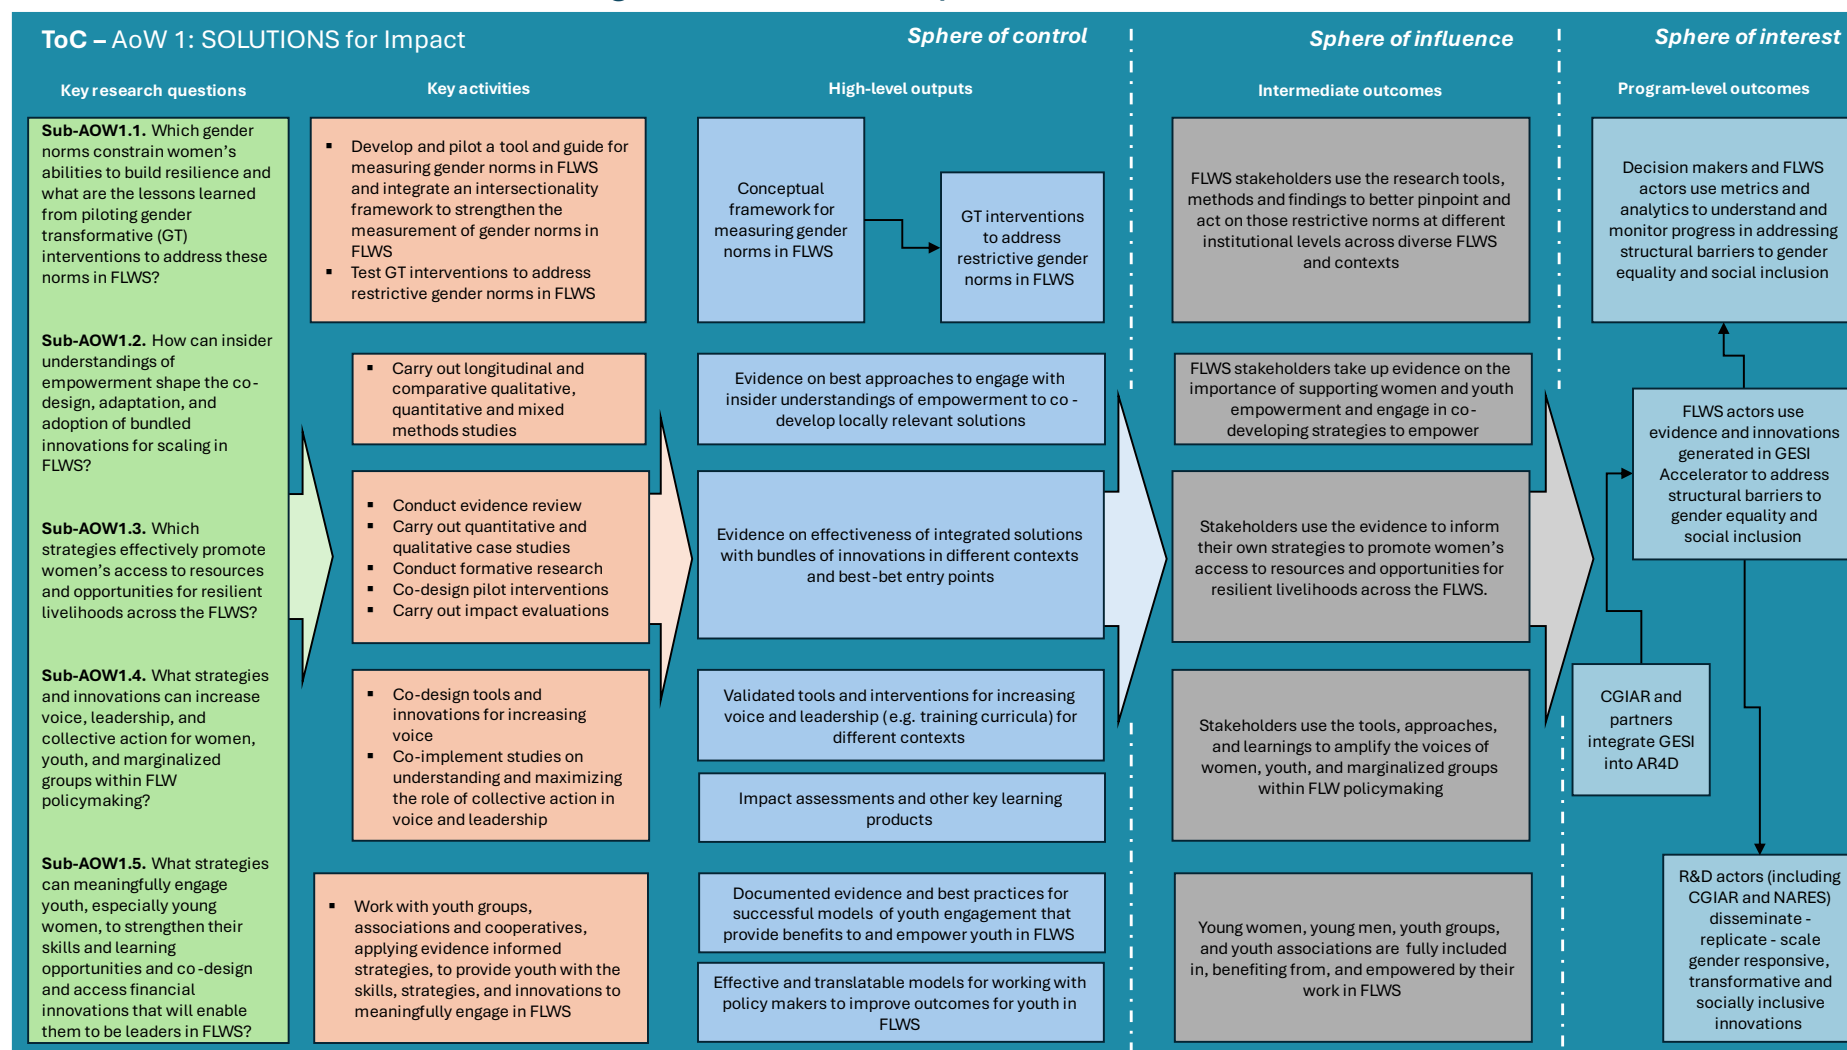 ToC – AoW 1: SOLUTIONS for Impact
Sphere of control
Sphere of influence
Sphere of interest
Key research questions
Key activities
High-level outputs
Intermediate outcomes
Program-level outcomes
Sub-AOW1.1. Which gender
norms constrain women's
abilities to build resilience and
what are the lessons learned
from piloting gender
transformative (GT)
interventions to address these
norms in FLWS?
Sub-AOW1.2. How can insider
understandings of
empowerment shape the co-
design, adaptation, and
adoption of bundled
innovations for scaling in
FLWS?
Sub-AOW1.3. Which
strategies effectively promote
women's access to resources
and opportunities for resilient
livelihoods across the FLWS?
Sub-AOW1.4. What strategies
and innovations can increase
voice, leadership, and
collective action for women,
youth, and marginalized
groups within FLW
policymaking?
Sub-AOW1.5. What strategies
can meaningfully engage
youth, especially young
women, to strengthen their
skills and learning
opportunities and co-design
and access financial
innovations that will enable
them to be leaders in FLWS?
▪ Develop and pilot a tool and guide for
measuring gender norms in FLWS
and integrate an intersectionality
framework to strengthen the
measurement of gender norms in
FLWS
▪ Test GT interventions to address
restrictive gender norms in FLWS
▪ Carry out longitudinal and
comparative qualitative,
quantitative and mixed
methods studies
▪ Conduct evidence review
▪ Carry out quantitative and
qualitative case studies
▪ Conduct formative research
▪ Co-design pilot interventions
▪ Carry out impact evaluations
▪ Co-design tools and
innovations for increasing
voice
▪ Co-implement studies on
understanding and maximizing
the role of collective action in
voice and leadership
▪ Work with youth groups,
associations and cooperatives,
applying evidence informed
strategies, to provide youth with the
skills, strategies, and innovations to
meaningfully engage in FLWS
Conceptual
framework for
measuring gender
norms in FLWS
GT interventions
to address
restrictive gender
norms in FLWS
Evidence on best approaches to engage with
insider understandings of empowerment to co -
develop locally relevant solutions
Evidence on effectiveness of integrated solutions
with bundles of innovations in different contexts
and best-bet entry points
Validated tools and interventions for increasing
voice and leadership (e.g. training curricula) for
different contexts
Impact assessments and other key learning
products
Documented evidence and best practices for
successful models of youth engagement that
provide benefits to and empower youth in FLWS
Effective and translatable models for working with
policy makers to improve outcomes for youth in
FLWS
FLWS stakeholders use the research tools,
methods and findings to better pinpoint and
act on those restrictive norms at different
institutional levels across diverse FLWS
and contexts
FLWS stakeholders take up evidence on the
importance of supporting women and youth
empowerment and engage in co-
developing strategies to empower
Stakeholders use the evidence to inform
their own strategies to promote women's
access to resources and opportunities for
resilient livelihoods across the FLWS.
Stakeholders use the tools, approaches,
and learnings to amplify the voices of
women, youth, and marginalized groups
within FLW policymaking
Young women, young men, youth groups,
and youth associations are fully included
in, benefiting from, and empowered by their
work in FLWS
Decision makers and FLWS
actors use metrics and
analytics to understand and
monitor progress in addressing
structural barriers to gender
equality and social inclusion
FLWS actors use
evidence and innovations
generated in GESI
Accelerator to address
structural barriers to
gender equality and
social inclusion
CGIAR and
partners
integrate GESI
into AR4D
R&D actors (including
CGIAR and NARES)
disseminate -
replicate - scale
gender responsive,
transformative and
socially inclusive
innovations